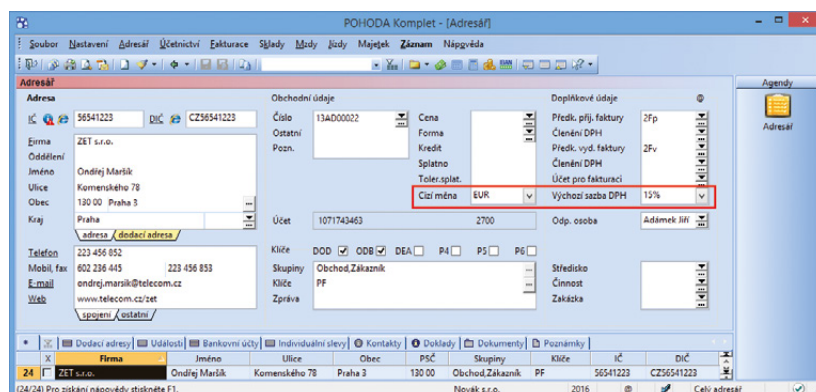 POHODA Komplet - [Adresář]
Soubor Nastavení Adresář Účetnictví Fakturace Sklady Mzdy Jízdy Majetek Záznam Nápověda
Adresář
Agendy
Adresář
Adresa
IČ 56541223 DIČ CZ56541223
Firma ZET s.r.o.
Oddělení
Jméno Ondřej Maršík
Ulice Komenského 78
Obec 130 00 Praha 3
Kraj Praha
adresa dodací adresa
Telefon 223 456 852
Mobil, fax 602 236 445 223 456 853
E-mail ondrej.marsik@telecom.cz
Web www.telecom.cz/zet
spojení ostatní
Obchodní údaje
Číslo 13AD00022 Cena
Ostatní Forma
Pozn. Kredit
Splatno
Toler.splat.
Cizí měna EUR
Účet 1071743463 2700
Klíče DOD ODB DEA P4 P5 P6
Skupiny Obchod,Zákazník
Klíče PF
Zpráva
Doplňkové údaje
Předk. přij. faktury 2Fp
Členění DPH
Předk. vyd. faktury 2Fv
Členění DPH
Účet pro fakturaci
Výchozí sazba DPH 15%
Odp. osoba Adámek Jiří
Středisko
Činnost
Zakázka
Dodací adresy Události Bankovní účty Individuální slevy Kontakty Doklady Dokumenty Poznámky
X Firma Jméno Ulice Obec PSČ Skupiny Klíče IČ DIČ
24 ZET s.r.o. Ondřej Maršík Komenského 78 Praha 3 130 00 Obchod,Zákazník PF 56541223 CZ56541223
(24/24) Pro získání nápovědy stiskněte F1. Novák s.r.o. 2016 @ Celý adresář